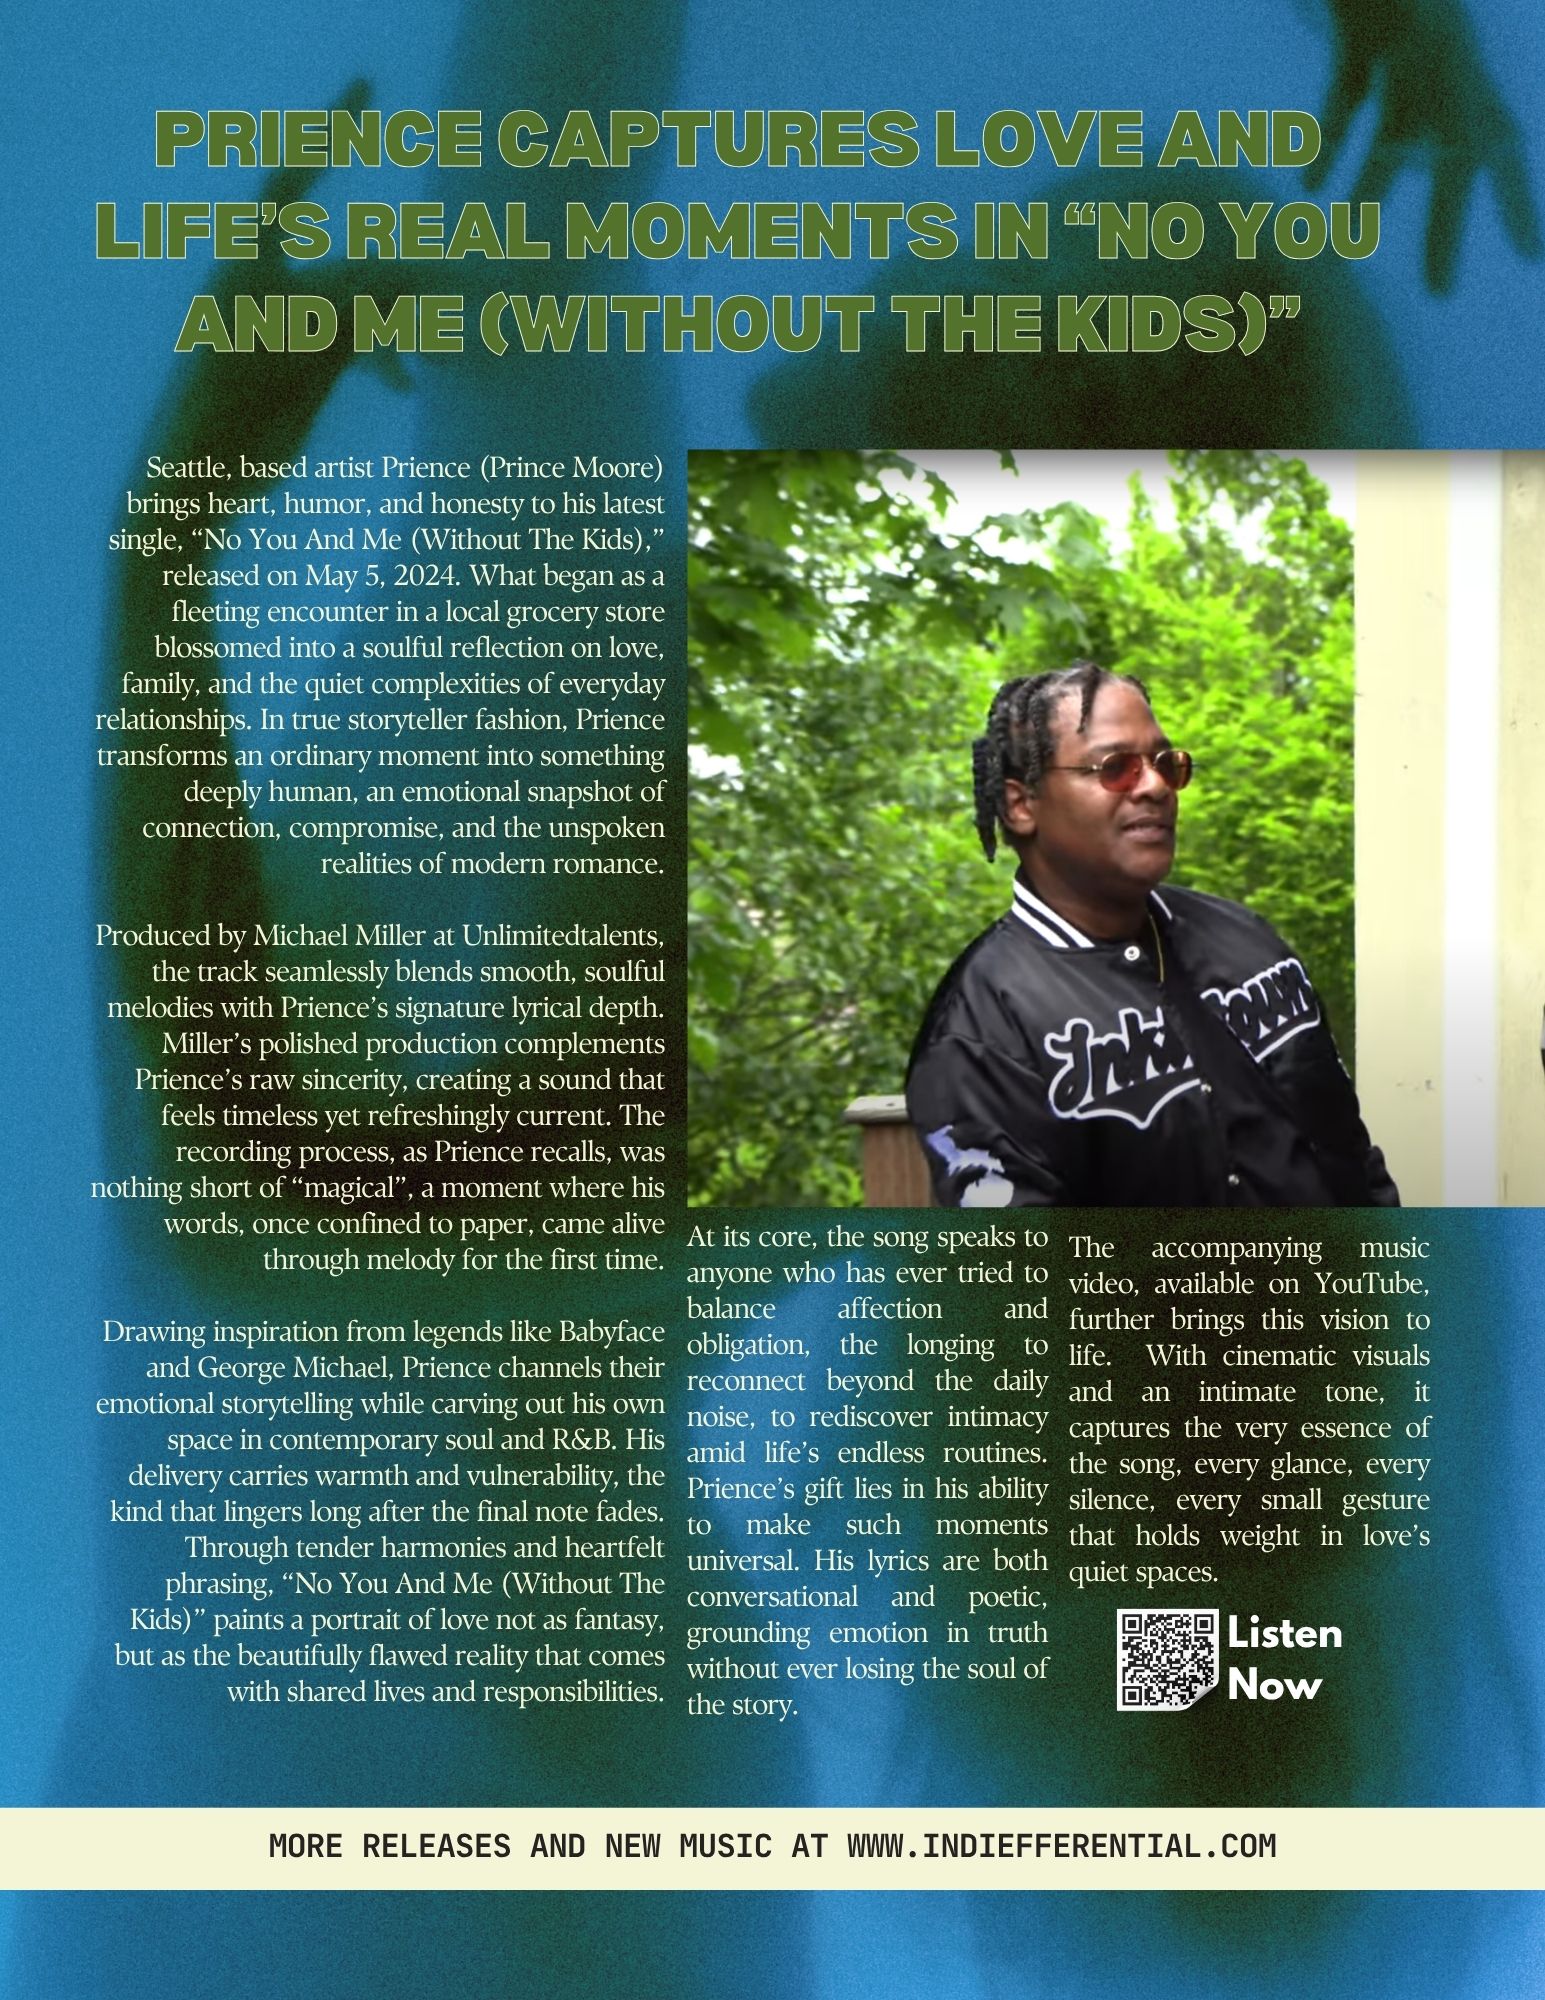 PRIENCE CAPTURES LOVE AND
LIFE’S REAL MOMENTS IN “NO YOU
AND ME (WITHOUT THE KIDS)”
Seattle, based artist Prience (Prince Moore)
brings heart, humor, and honesty to his latest
single, “No You And Me (Without The Kids),”
released on May 5, 2024. What began as a
fleeting encounter in a local grocery store
blossomed into a soulful reflection on love,
family, and the quiet complexities of everyday
relationships. In true storyteller fashion, Prience
transforms an ordinary moment into something
deeply human, an emotional snapshot of
connection, compromise, and the unspoken
realities of modern romance.
Produced by Michael Miller at Unlimitedtalents,
the track seamlessly blends smooth, soulful
melodies with Prience’s signature lyrical depth.
Miller’s polished production complements
Prience’s raw sincerity, creating a sound that
feels timeless yet refreshingly current. The
recording process, as Prience recalls, was
nothing short of “magical”, a moment where his
words, once confined to paper, came alive
through melody for the first time.
Drawing inspiration from legends like Babyface
and George Michael, Prience channels their
emotional storytelling while carving out his own
space in contemporary soul and R&B. His
delivery carries warmth and vulnerability, the
kind that lingers long after the final note fades.
Through tender harmonies and heartfelt
phrasing, “No You And Me (Without The
Kids)” paints a portrait of love not as fantasy,
but as the beautifully flawed reality that comes
with shared lives and responsibilities.
At its core, the song speaks to
anyone who has ever tried to
balance affection and
obligation, the longing to
reconnect beyond the daily
noise, to rediscover intimacy
amid life’s endless routines.
Prience’s gift lies in his ability
to make such moments
universal. His lyrics are both
conversational and poetic,
grounding emotion in truth
without ever losing the soul of
the story.
The accompanying music
video, available on YouTube,
further brings this vision to
life. With cinematic visuals
and an intimate tone, it
captures the very essence of
the song, every glance, every
silence, every small gesture
that holds weight in love’s
quiet spaces.
Listen
Now
MORE RELEASES AND NEW MUSIC AT WWW.INDIEFFERENTIAL.COM